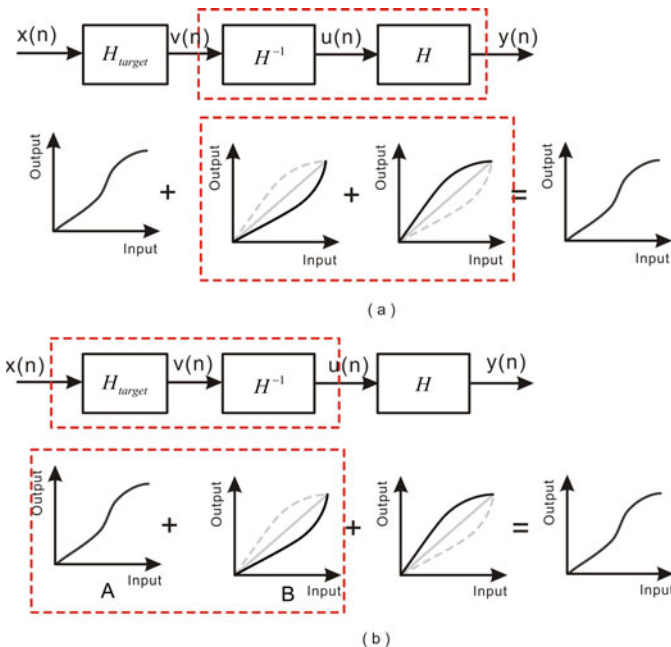 x(n) H_target v(n) H⁻¹ u(n) H y(n)
Output + Output + Output = Output
Input Input Input Input
( a )
x(n) H_target v(n) H⁻¹ u(n) H y(n)
Output + Output + Output = Output
Input Input Input Input
A B
( b )